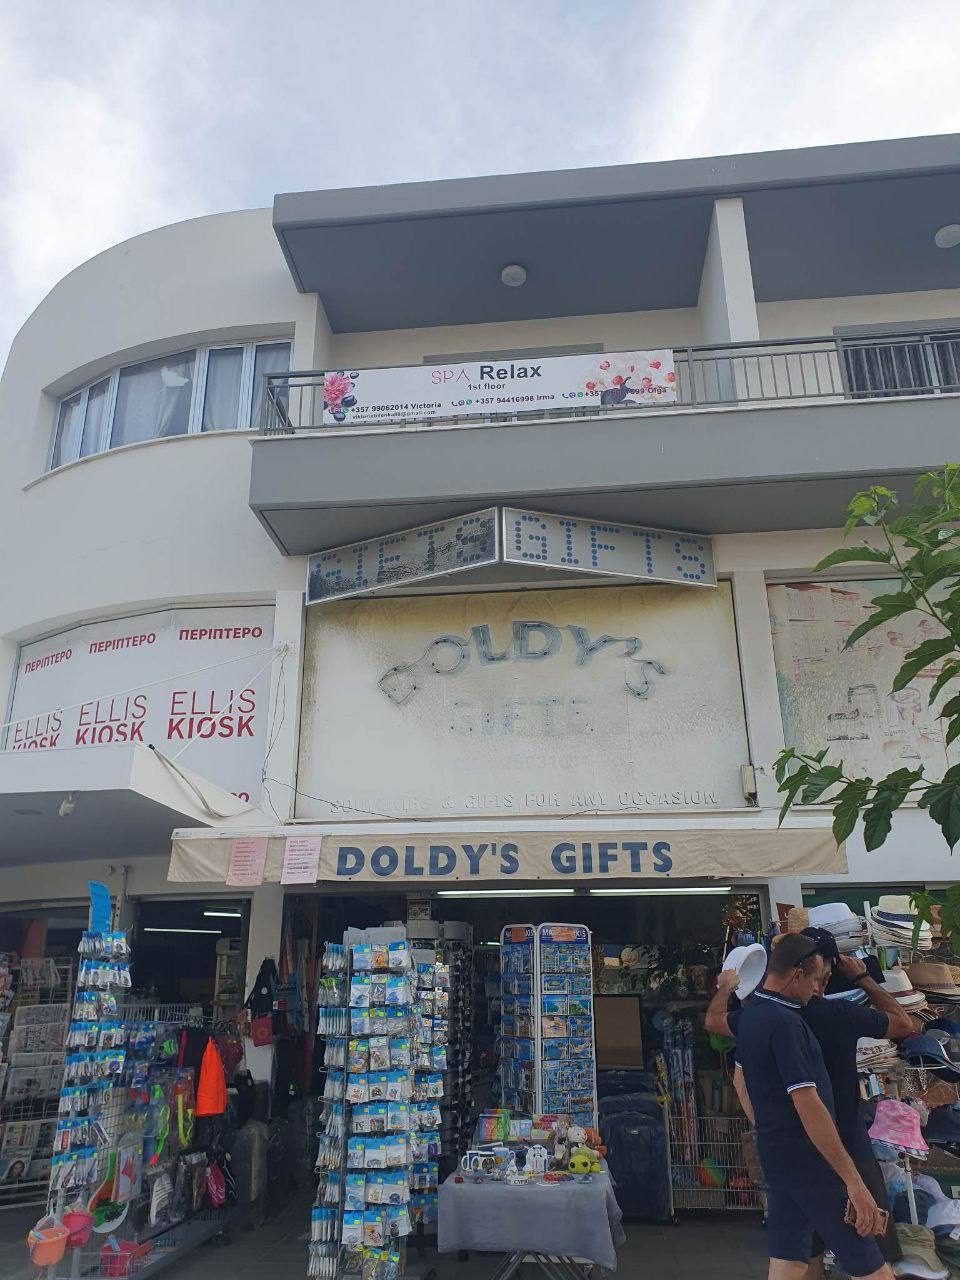 SPA Relax
1st floor
+357 99062014 Victoria
+357 94416998 Irma
Olga
GIFTS GIFTS
ΠΕΡΙΠΤΕΡΟ ΠΕΡΙΠΤΕΡΟ ΠΕΡΙΠΤΕΡΟ
ELLIS KIOSK
ELLIS KIOSK
ELLIS KIOSK
DOLDY'S
GIFTS
SOUVENIRS & GIFTS FOR ANY OCCASION
DOLDY'S GIFTS